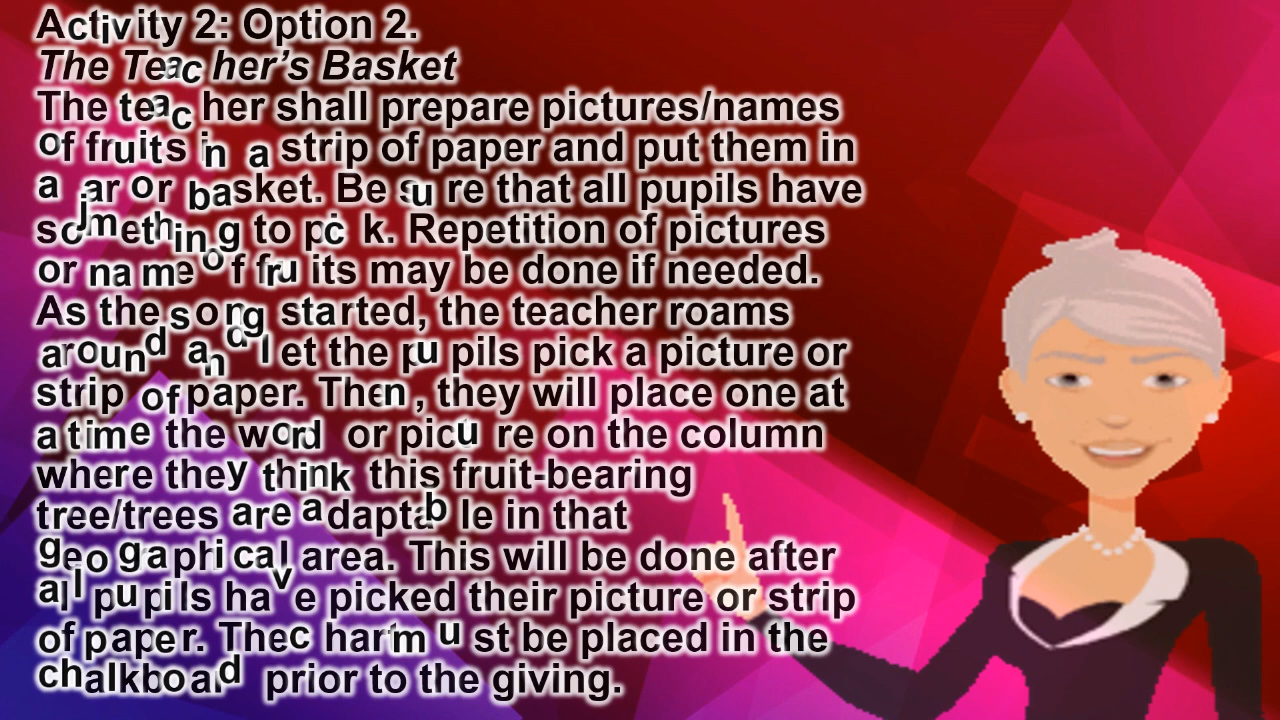 Activity 2: Option 2.
The Teacher's Basket
The teacher shall prepare pictures/names
of fruits in a strip of paper and put them in
a jar or basket. Be sure that all pupils have
something to pick. Repetition of pictures
or name of fruits may be done if needed.
As the song started, the teacher roams
around and let the pupils pick a picture or
strip of paper. Then, they will place one at
a time the word or picture on the column
where they think this fruit-bearing
tree/trees are adaptable in that
geographical area. This will be done after
all pupils have picked their picture or strip
of paper. The chart must be placed in the
chalkboard prior to the giving.